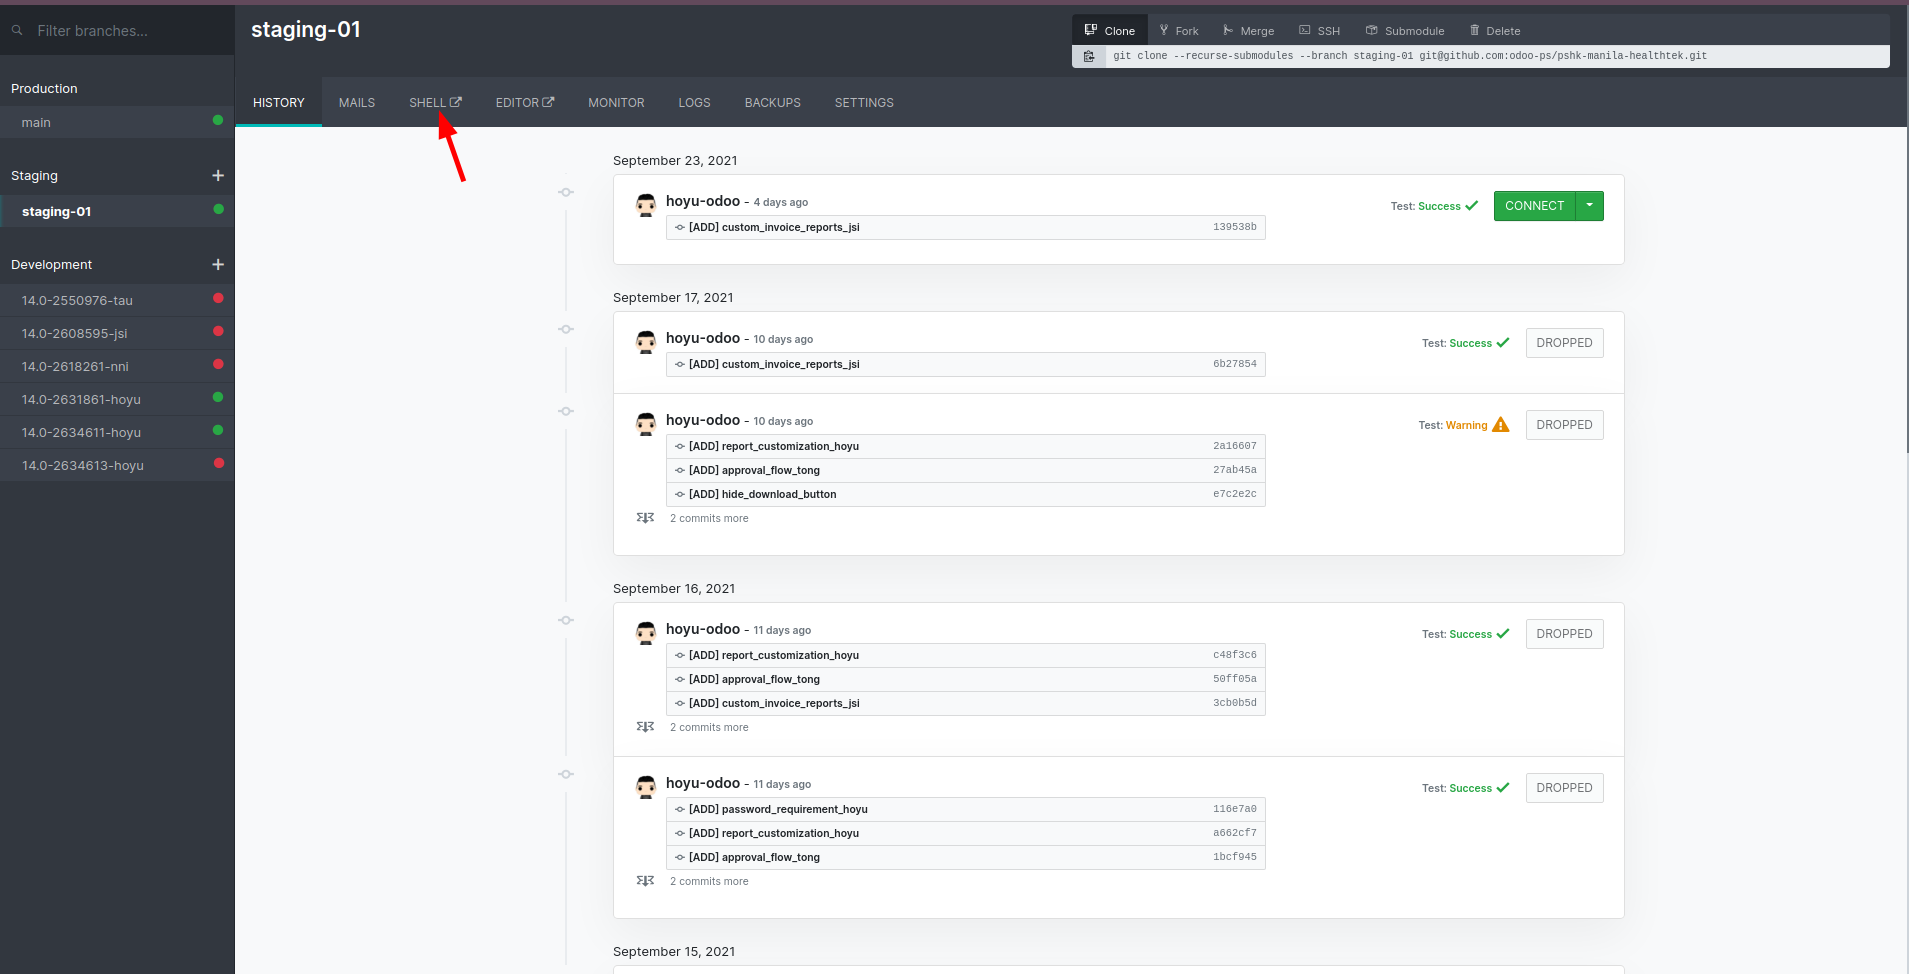 Filter branches...
Production
main
Staging
staging-01
Development
14.0-2550976-tau
14.0-2608595-jsi
14.0-2618261-nni
14.0-2631861-hoyu
14.0-2634611-hoyu
14.0-2634613-hoyu
staging-01
Clone Fork Merge SSH Submodule Delete
git clone --recurse-submodules --branch staging-01 git@github.com:odoo-ps/pshk-manila-healthtek.git
HISTORY MAILS SHELL EDITOR MONITOR LOGS BACKUPS SETTINGS
September 23, 2021
hoyu-odoo - 4 days ago
Test: Success CONNECT
[ADD] custom_invoice_reports_jsi 139538b
September 17, 2021
hoyu-odoo - 10 days ago
Test: Success DROPPED
[ADD] custom_invoice_reports_jsi 6b27854
hoyu-odoo - 10 days ago
Test: Warning DROPPED
[ADD] report_customization_hoyu 2a16607
[ADD] approval_flow_tong 27ab45a
[ADD] hide_download_button e7c2e2c
2 commits more
September 16, 2021
hoyu-odoo - 11 days ago
Test: Success DROPPED
[ADD] report_customization_hoyu c48f3c6
[ADD] approval_flow_tong 50ff05a
[ADD] custom_invoice_reports_jsi 3cb0b5d
2 commits more
hoyu-odoo - 11 days ago
Test: Success DROPPED
[ADD] password_requirement_hoyu 116e7a0
[ADD] report_customization_hoyu a662cf7
[ADD] approval_flow_tong 1bcf945
2 commits more
September 15, 2021